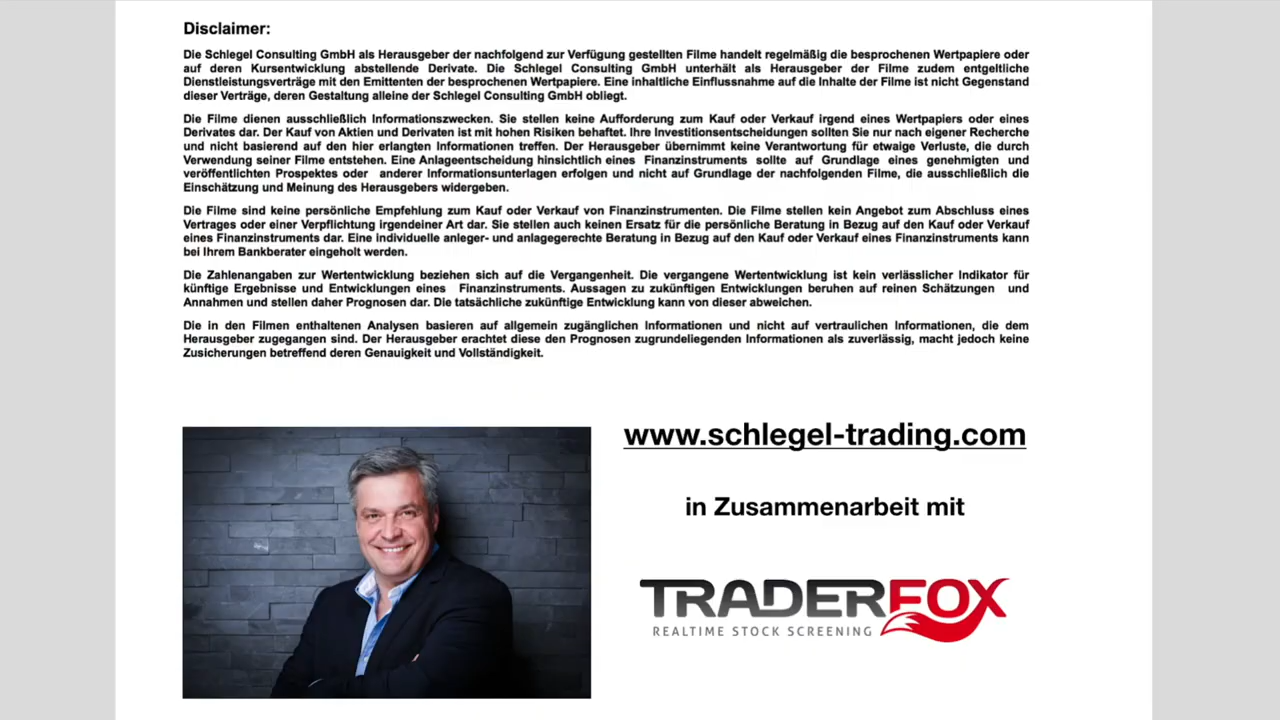 Disclaimer:
Die Schlegel Consulting GmbH als Herausgeber der nachfolgend zur Verfügung gestellten Filme handelt regelmäßig die besprochenen Wertpapiere oder
auf deren Kursentwicklung abstellende Derivate. Die Schlegel Consulting GmbH unterhält als Herausgeber der Filme zudem entgeltliche
Dienstleistungsverträge mit den Emittenten der besprochenen Wertpapiere. Eine inhaltliche Einflussnahme auf die Inhalte der Filme ist nicht Gegenstand
dieser Verträge, deren Gestaltung alleine der Schlegel Consulting GmbH obliegt.
Die Filme dienen ausschließlich Informationszwecken. Sie stellen keine Aufforderung zum Kauf oder Verkauf irgend eines Wertpapiers oder eines
Derivates dar. Der Kauf von Aktien und Derivaten ist mit hohen Risiken behaftet. Ihre Investitionsentscheidungen sollten Sie nur nach eigener Recherche
und nicht basierend auf den hier erlangten Informationen treffen. Der Herausgeber übernimmt keine Verantwortung für etwaige Verluste, die durch
Verwendung seiner Filme entstehen. Eine Anlageentscheidung hinsichtlich eines Finanzinstruments sollte auf Grundlage eines genehmigten und
veröffentlichten Prospektes oder anderer Informationsunterlagen erfolgen und nicht auf Grundlage der nachfolgenden Filme, die ausschließlich die
Einschätzung und Meinung des Herausgebers widergeben.
Die Filme sind keine persönliche Empfehlung zum Kauf oder Verkauf von Finanzinstrumenten. Die Filme stellen kein Angebot zum Abschluss eines
Vertrages oder einer Verpflichtung irgendeiner Art dar. Sie stellen auch keinen Ersatz für die persönliche Beratung in Bezug auf den Kauf oder Verkauf
eines Finanzinstruments dar. Eine individuelle anleger- und anlagegerechte Beratung in Bezug auf den Kauf oder Verkauf eines Finanzinstruments kann
bei Ihrem Bankberater eingeholt werden.
Die Zahlenangaben zur Wertentwicklung beziehen sich auf die Vergangenheit. Die vergangene Wertentwicklung ist kein verlässlicher Indikator für
künftige Ergebnisse und Entwicklungen eines Finanzinstruments. Aussagen zu zukünftigen Entwicklungen beruhen auf reinen Schätzungen und
Annahmen und stellen daher Prognosen dar. Die tatsächliche zukünftige Entwicklung kann von dieser abweichen.
Die in den Filmen enthaltenen Analysen basieren auf allgemein zugänglichen Informationen und nicht auf vertraulichen Informationen, die dem
Herausgeber zugegangen sind. Der Herausgeber erachtet diese den Prognosen zugrundeliegenden Informationen als zuverlässig, macht jedoch keine
Zusicherungen betreffend deren Genauigkeit und Vollständigkeit.
www.schlegel-trading.com
in Zusammenarbeit mit
TRADERFOX
REALTIME STOCK SCREENING